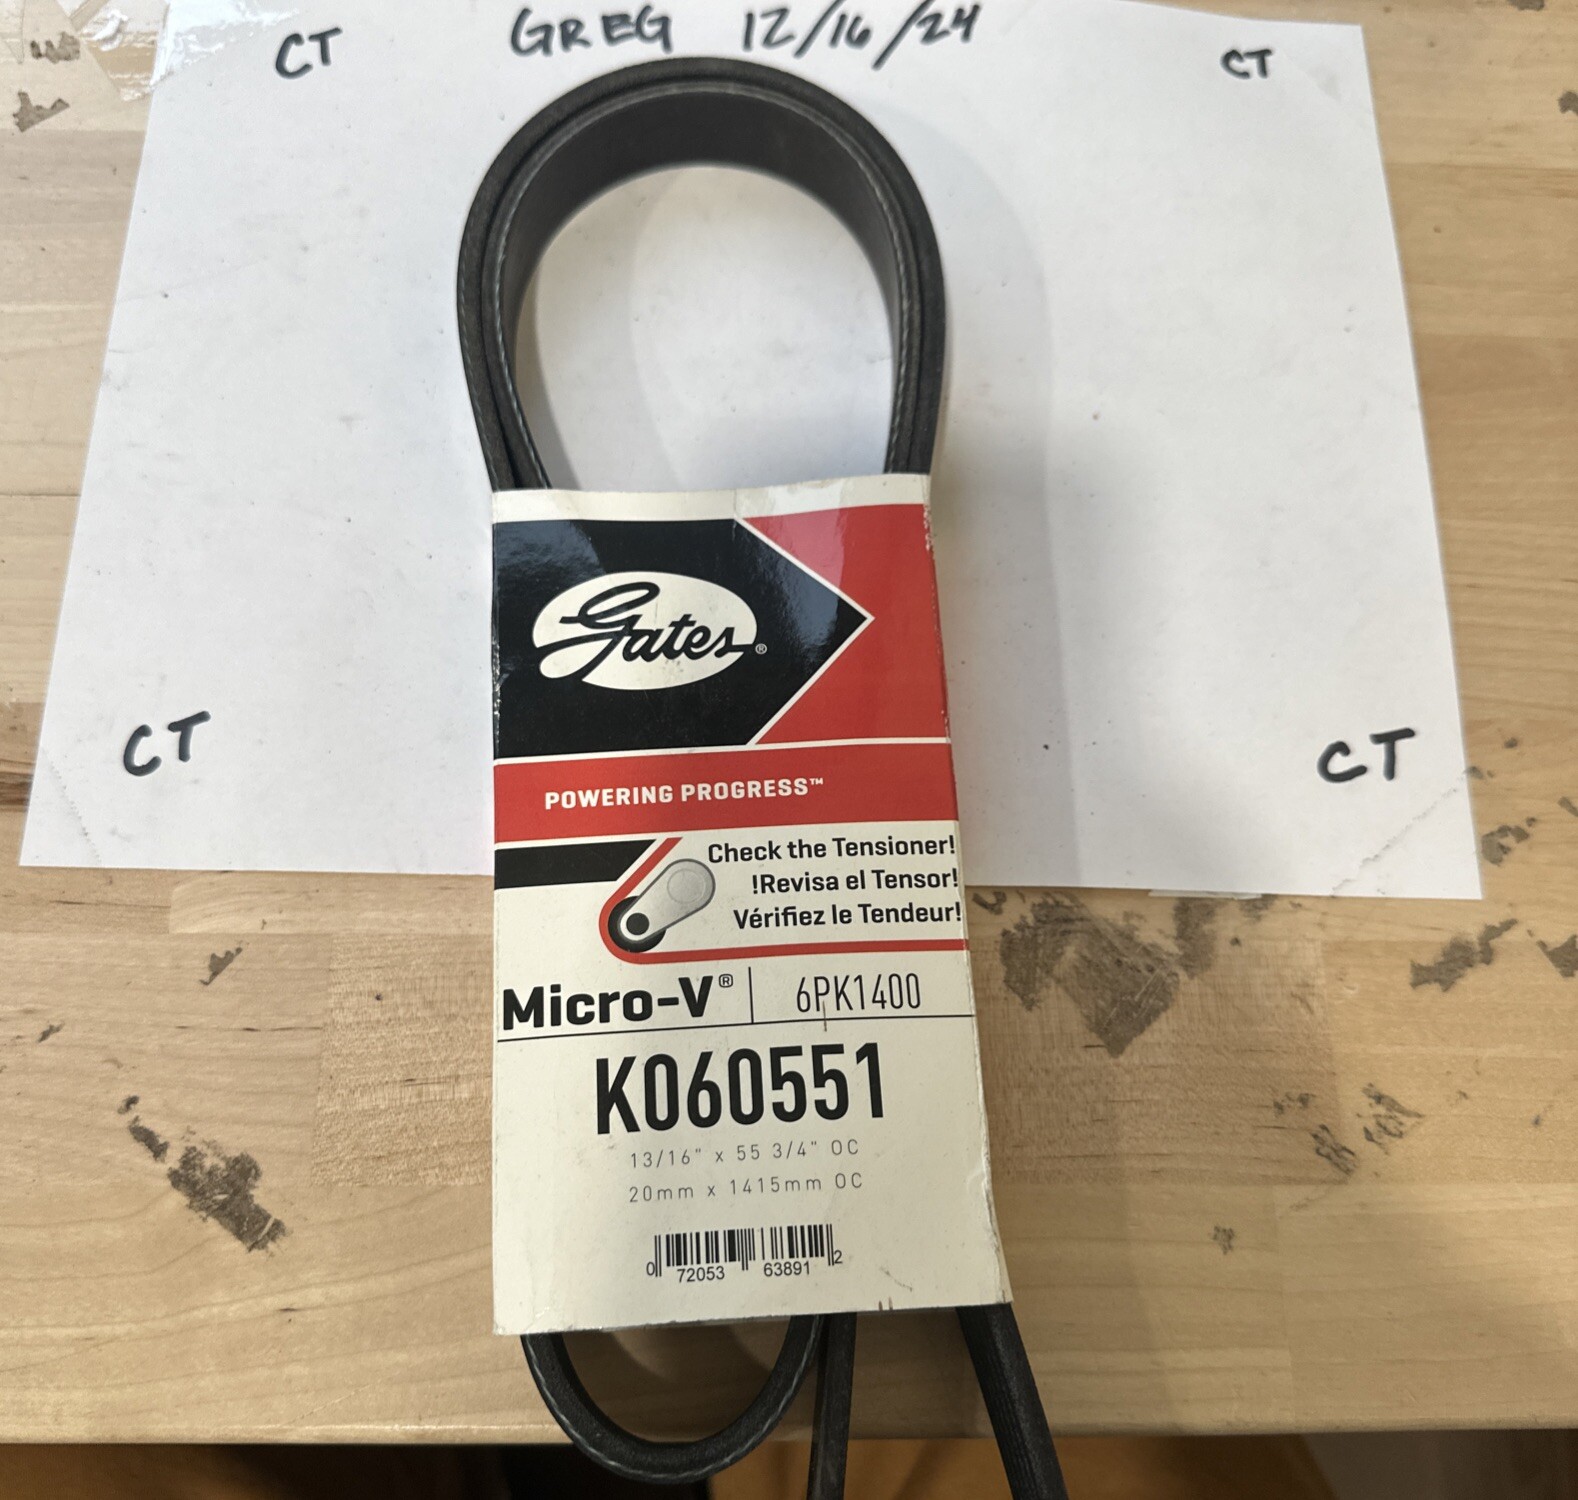 CT GREG 12/16/24 CT
Gates®
POWERING PROGRESS™
CT
CT
Check the Tensioner!
!Revisa el Tensor!
Vérifiez le Tendeur!
Micro-V® | 6PK1400
K060551
13/16" x 55 3/4" OC
20mm x 1415mm OC
0 72053 63891 2